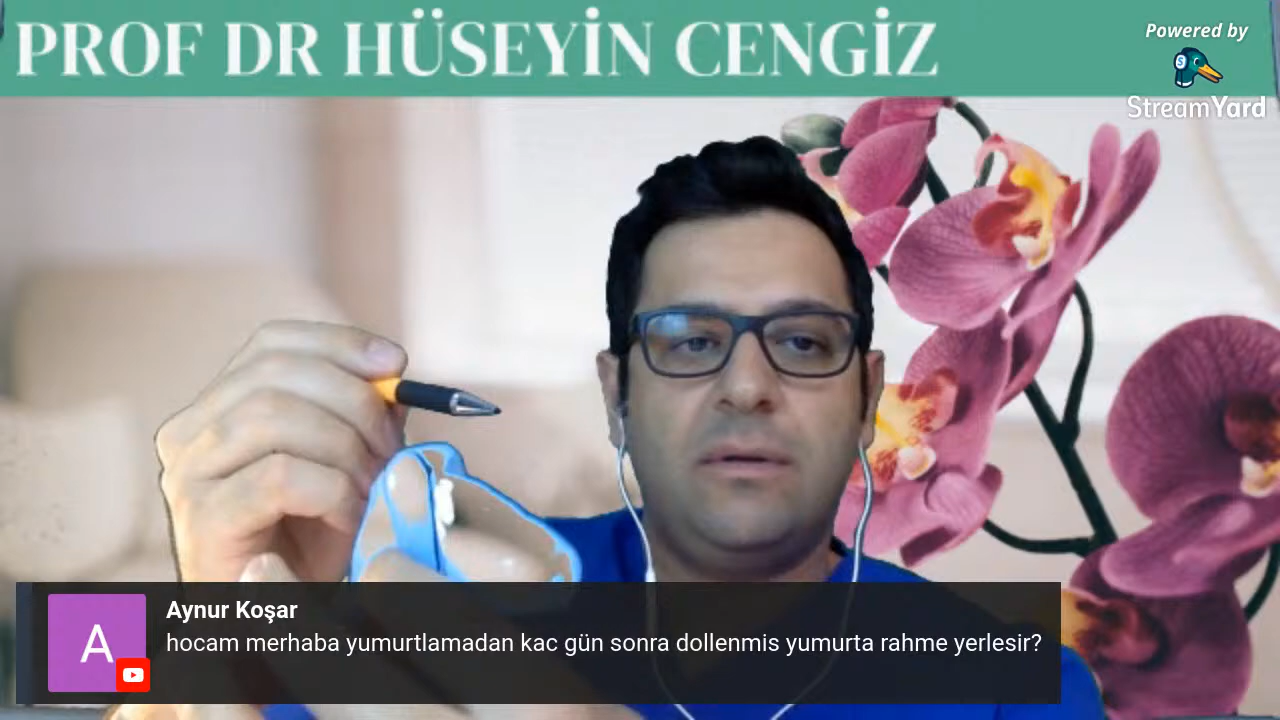 PROF DR HÜSEYİN CENGİZ
Powered by
StreamYard
A
Aynur Koşar
hocam merhaba yumurtlamadan kac gün sonra dollenmis yumurta rahme yerlesir?